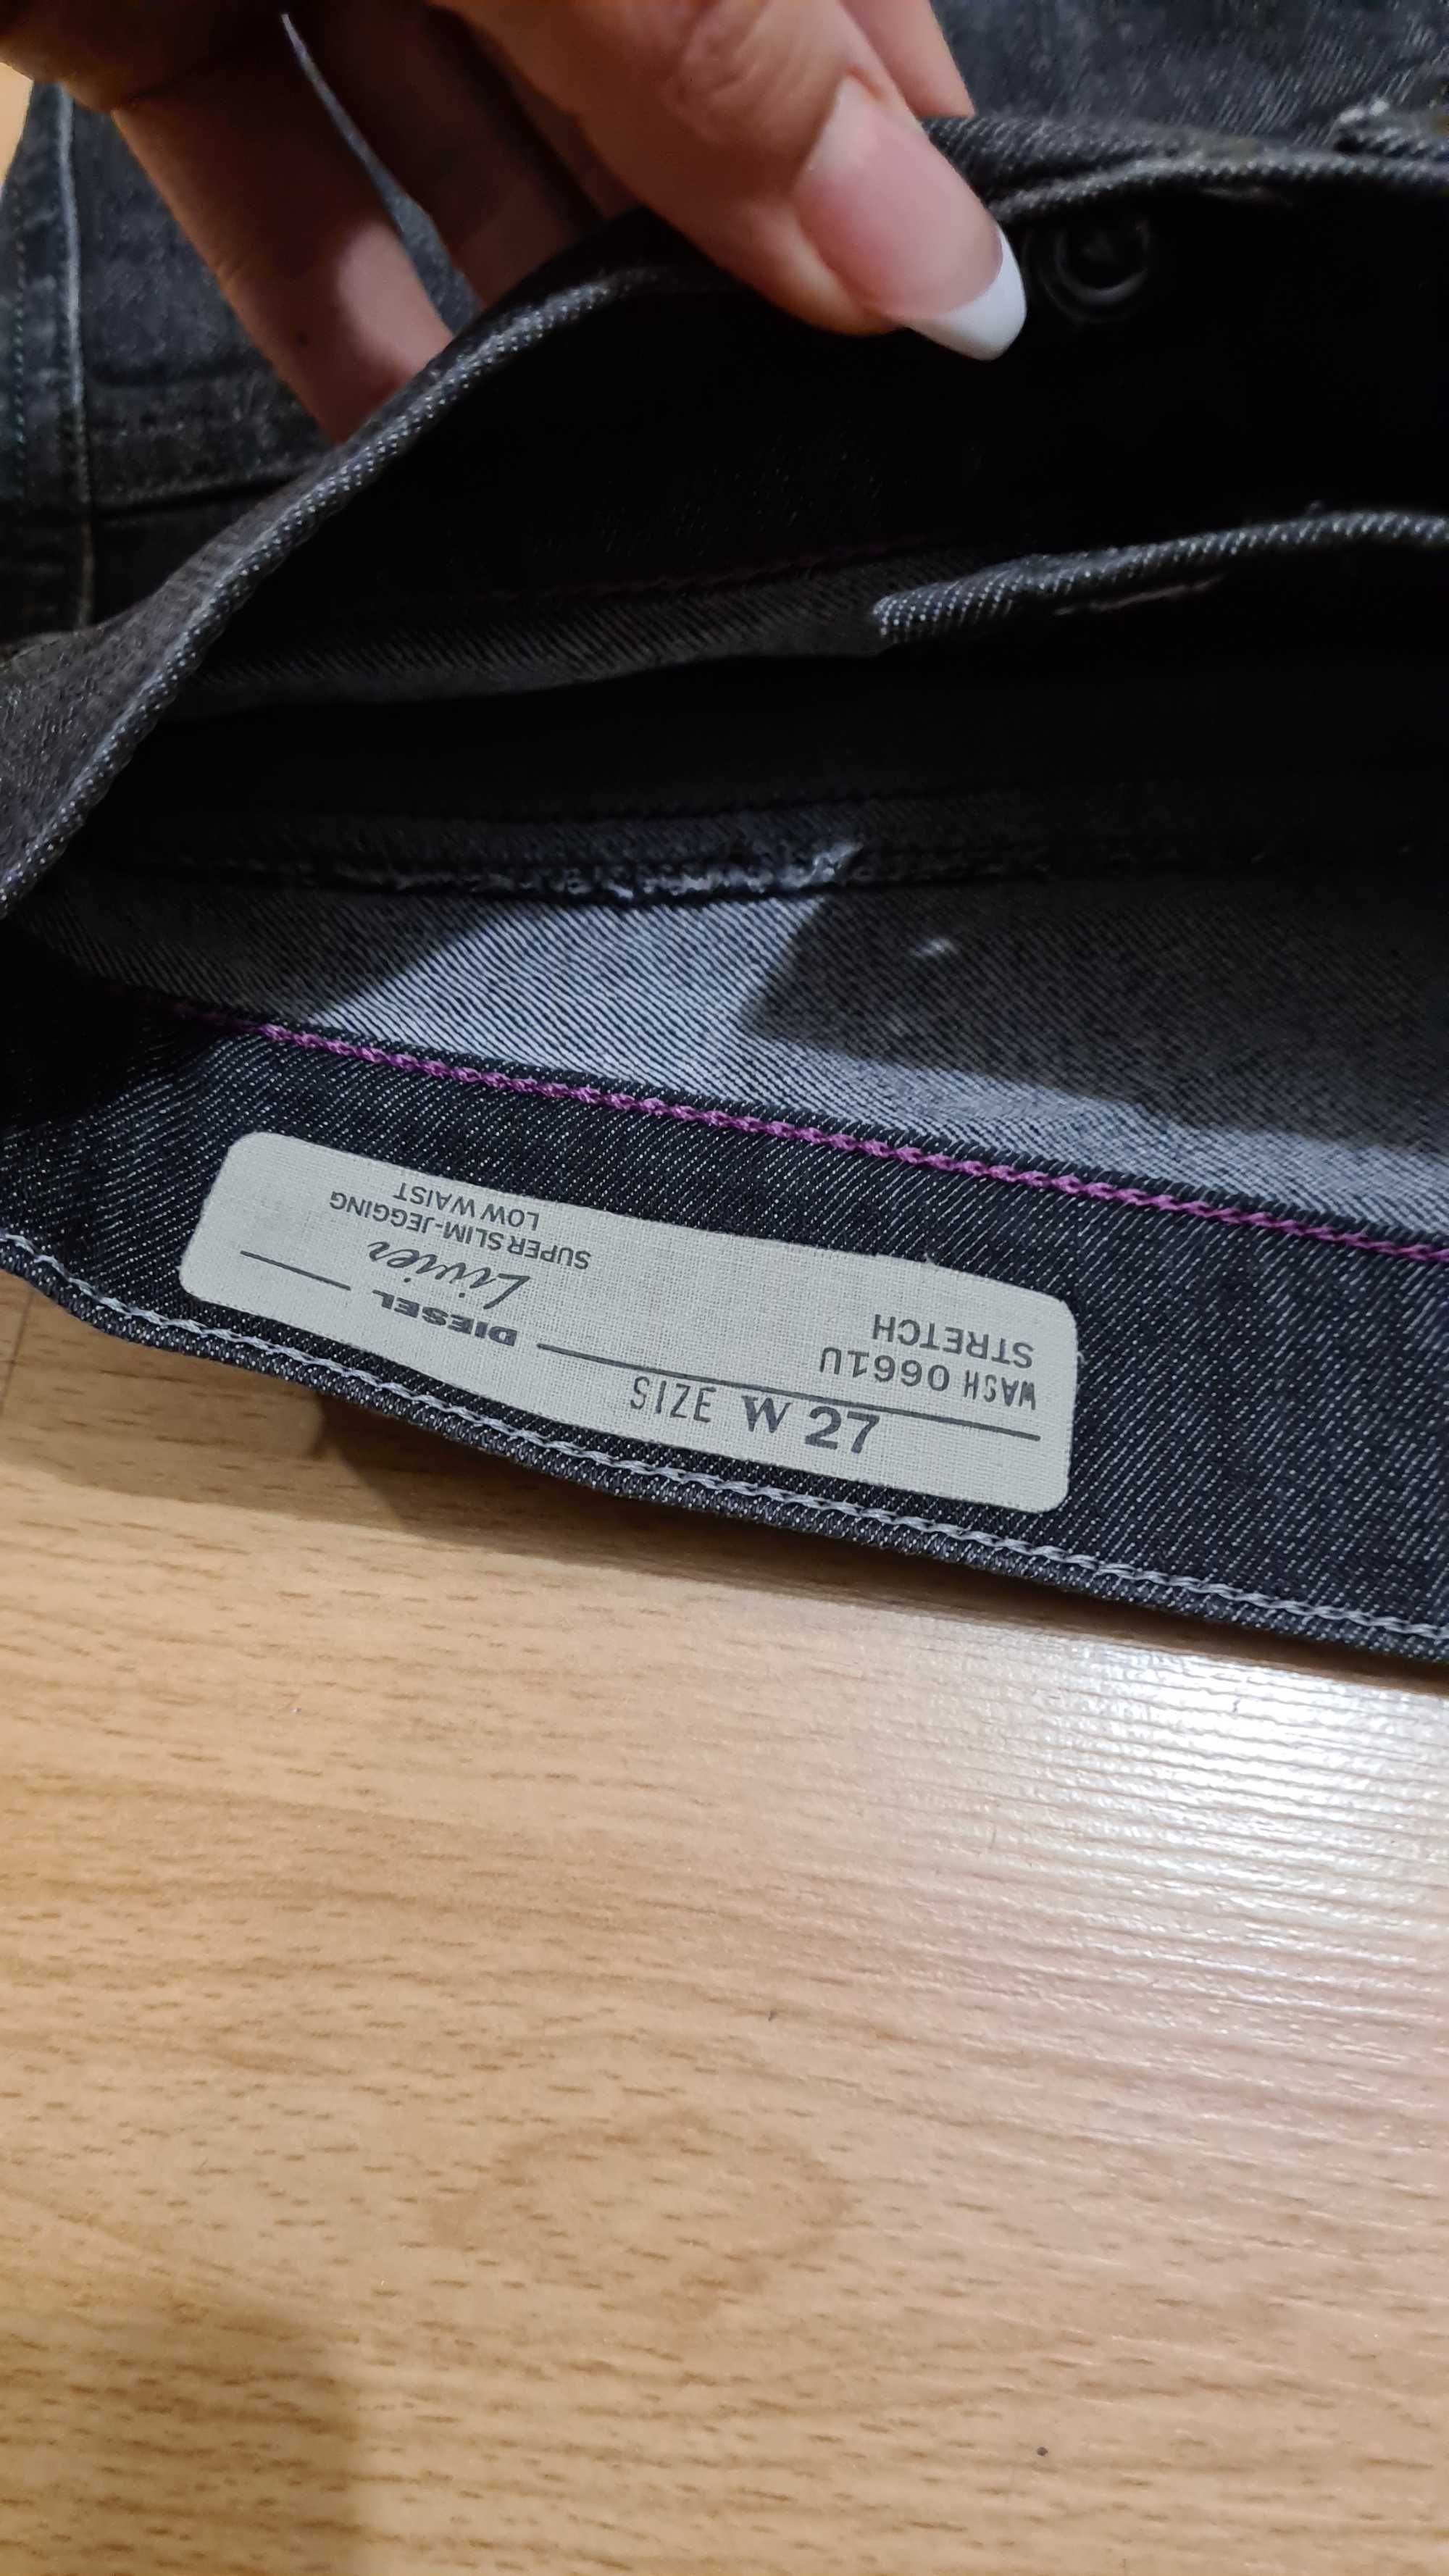 DIESEL
Livier
SUPER SLIM-JEGGING
LOW WAIST
WASH 0661U
STRETCH
SIZE W 27